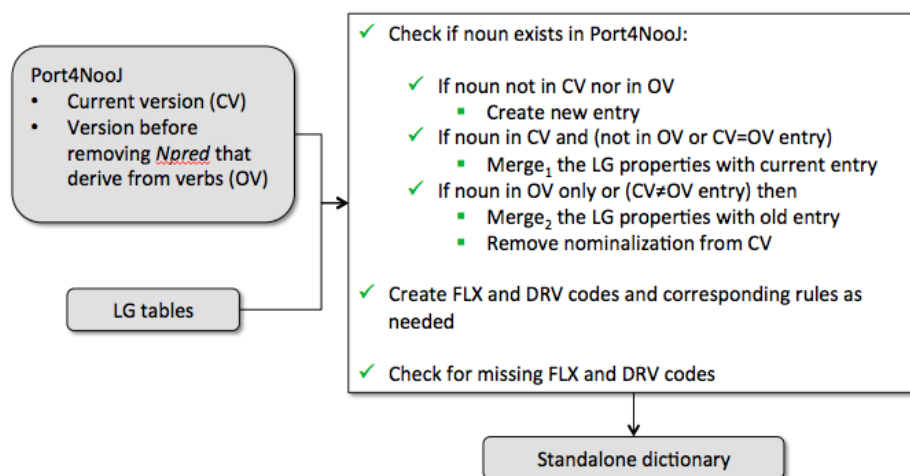 Port4NooJ
• Current version (CV)
• Version before
removing Npred that
derive from verbs (OV)
LG tables
✓ Check if noun exists in Port4NooJ:
✓ If noun not in CV nor in OV
▪ Create new entry
✓ If noun in CV and (not in OV or CV=OV entry)
▪ Merge₁ the LG properties with current entry
✓ If noun in OV only or (CV≠OV entry) then
▪ Merge₂ the LG properties with old entry
▪ Remove nominalization from CV
✓ Create FLX and DRV codes and corresponding rules as
needed
✓ Check for missing FLX and DRV codes
Standalone dictionary